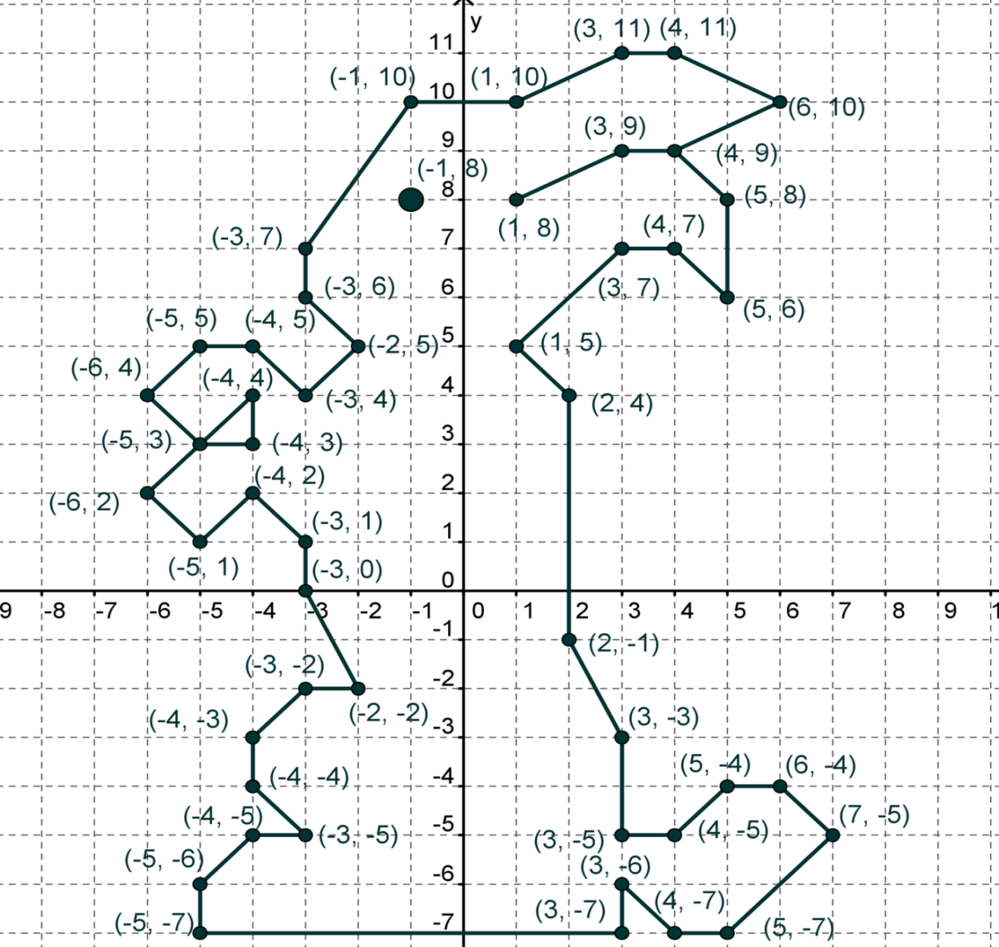 y
(3, 11) (4, 11)
11
(-1, 10) (1, 10)
10
(6, 10)
(3, 9)
9
(4, 9)
(-1, 8)
8
(5, 8)
(1, 8) (4, 7)
(-3, 7)
7
(-3, 6)
6
(3, 7)
(5, 6)
(-5, 5) (-4, 5)
5
(-2, 5) (1, 5)
(-6, 4) (-4, 4)
4
(-3, 4) (2, 4)
3
(-5, 3) (-4, 3)
(-4, 2)
2
(-6, 2)
(-3, 1)
1
(-5, 1) (-3, 0)
0
9 -8 -7 -6 -5 -4 -3 -2 -1 0 1 2 3 4 5 6 7 8 9 1
-1
(2, -1)
(-3, -2)
-2
(-2, -2)
(-4, -3) (3, -3)
-3
(5, -4) (6, -4)
-4
(-4, -4)
(-4, -5) (7, -5)
-5
(-3, -5) (3, -5) (4, -5)
(-5, -6) (3, -6)
-6
(4, -7)
(-5, -7) (3, -7)
-7
(5, -7)